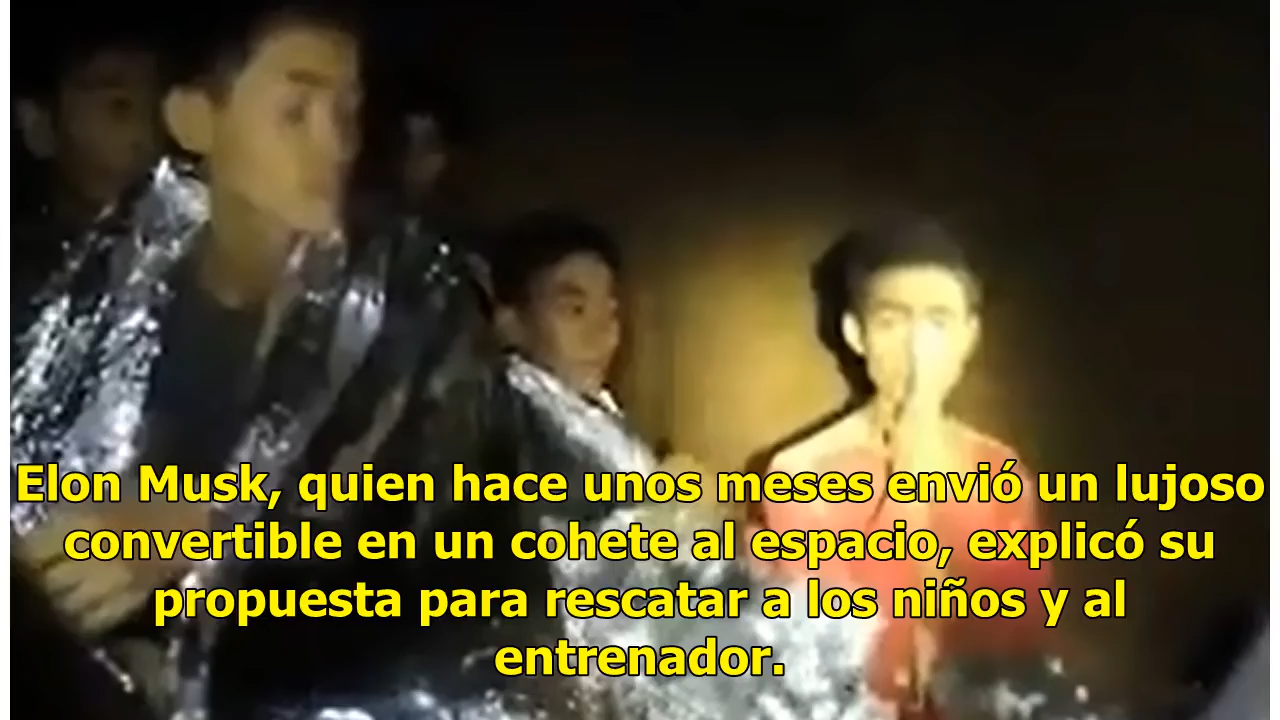 Elon Musk, quien hace unos meses envió un lujoso
convertible en un cohete al espacio, explicó su
propuesta para rescatar a los niños y al
entrenador.